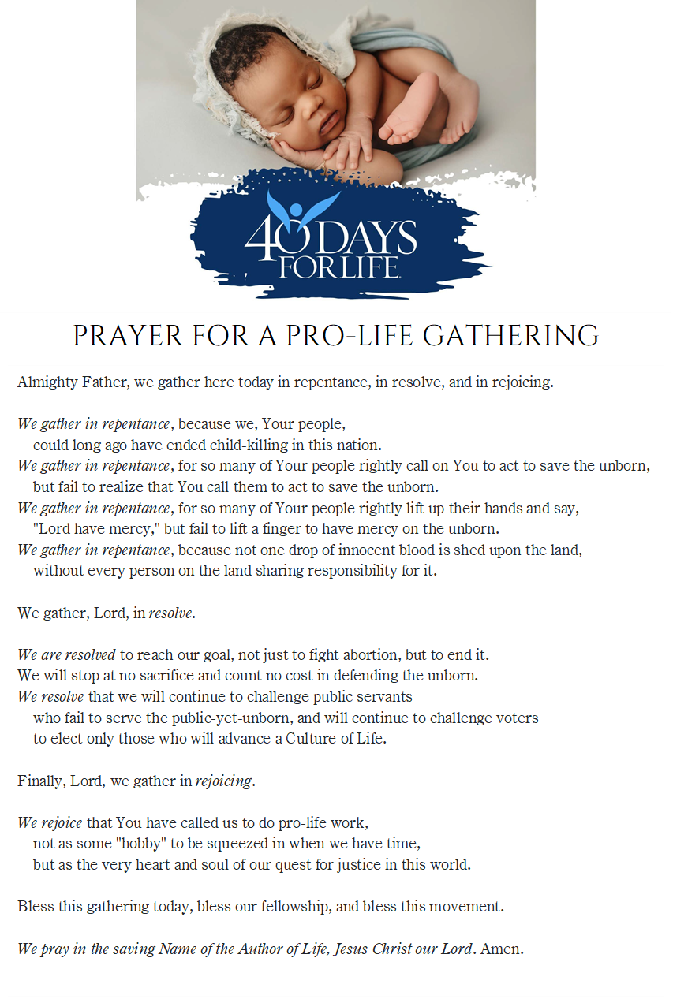 40 DAYS
FOR LIFE
PRAYER FOR A PRO-LIFE GATHERING
Almighty Father, we gather here today in repentance, in resolve, and in rejoicing.
We gather in repentance, because we, Your people,
could long ago have ended child-killing in this nation.
We gather in repentance, for so many of Your people rightly call on You to act to save the unborn,
but fail to realize that You call them to act to save the unborn.
We gather in repentance, for so many of Your people rightly lift up their hands and say,
"Lord have mercy," but fail to lift a finger to have mercy on the unborn.
We gather in repentance, because not one drop of innocent blood is shed upon the land,
without every person on the land sharing responsibility for it.
We gather, Lord, in resolve.
We are resolved to reach our goal, not just to fight abortion, but to end it.
We will stop at no sacrifice and count no cost in defending the unborn.
We resolve that we will continue to challenge public servants
who fail to serve the public-yet-unborn, and will continue to challenge voters
to elect only those who will advance a Culture of Life.
Finally, Lord, we gather in rejoicing.
We rejoice that You have called us to do pro-life work,
not as some "hobby" to be squeezed in when we have time,
but as the very heart and soul of our quest for justice in this world.
Bless this gathering today, bless our fellowship, and bless this movement.
We pray in the saving Name of the Author of Life, Jesus Christ our Lord. Amen.